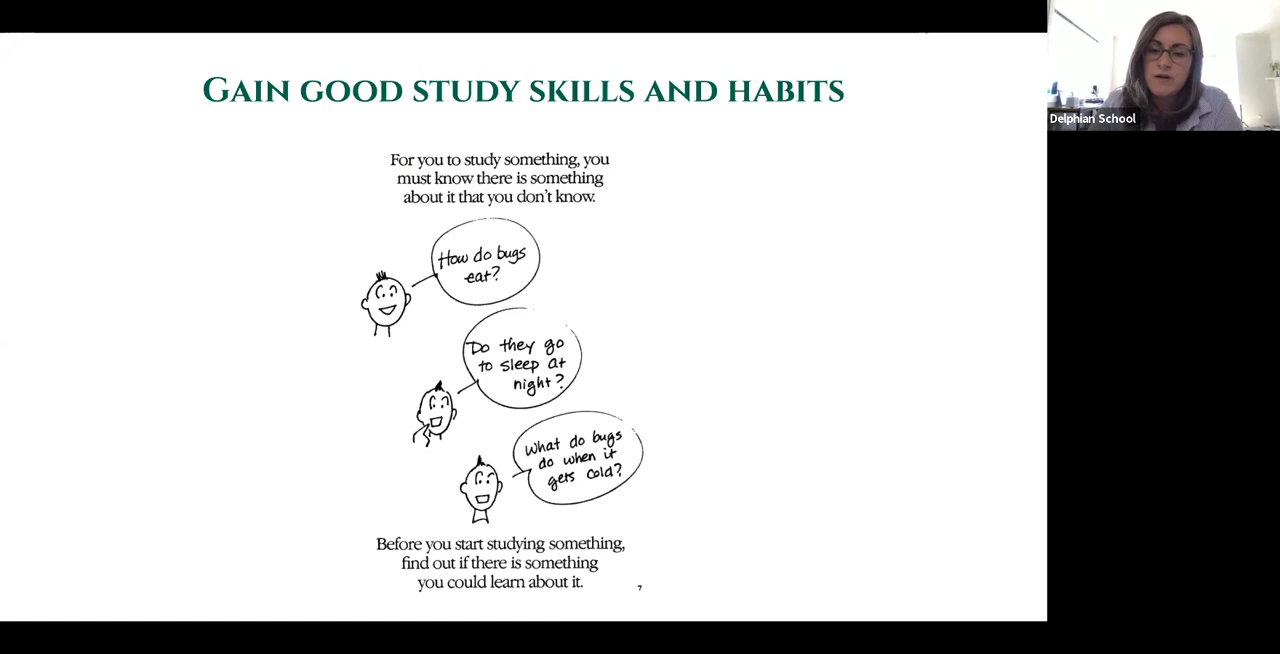 GAIN GOOD STUDY SKILLS AND HABITS
Delphian School
For you to study something, you
must know there is something
about it that you don't know.
How do bugs
eat?
Do they go
to sleep at
night?
What do bugs
do when it
gets cold?
Before you start studying something,
find out if there is something
you could learn about it.
7